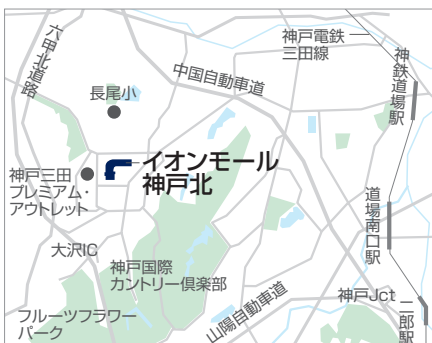 六甲北道路
神戸電鉄
三田線
神鉄道場駅
中国自動車道
長尾小
イオンモール
神戸北
神戸三田
プレミアム・
アウトレット
道場南口駅
大沢IC
神戸国際
カントリー倶楽部
神戸Jct
山陽自動車道
二郎駅
フルーツフラワー
パーク